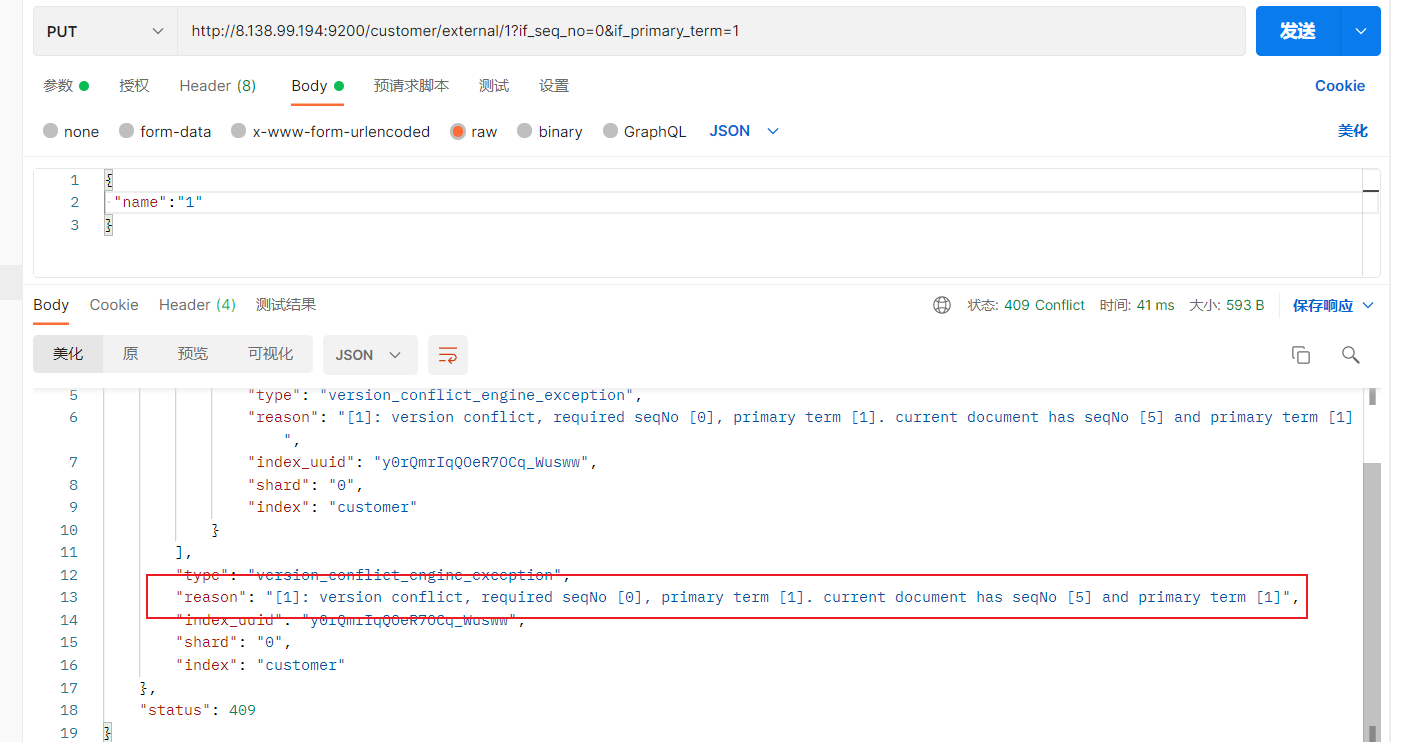 PUT http://8.138.99.194:9200/customer/external/1?if_seq_no=0&if_primary_term=1 发送
参数 授权 Header (8) Body 预请求脚本 测试 设置 Cookie
none form-data x-www-form-urlencoded raw binary GraphQL JSON 美化
1 {
2 "name":"1"
3 }
Body Cookie Header (4) 测试结果 状态: 409 Conflict 时间: 41 ms 大小: 593 B 保存响应
美化 原 预览 可视化 JSON
5 "type": "version_conflict_engine_exception",
6 "reason": "[1]: version conflict, required seqNo [0], primary term [1]. current document has seqNo [5] and primary term [1]
",
7 "index_uuid": "y0rQmrIqQOeR7OCq_Wusww",
8 "shard": "0",
9 "index": "customer"
10 }
11 ],
12 "type": "version_conflict_engine_exception",
13 "reason": "[1]: version conflict, required seqNo [0], primary term [1]. current document has seqNo [5] and primary term [1]",
14 "index_uuid": "y0rQmrIqQOeR7OCq_Wusww",
15 "shard": "0",
16 "index": "customer"
17 },
18 "status": 409
19 }